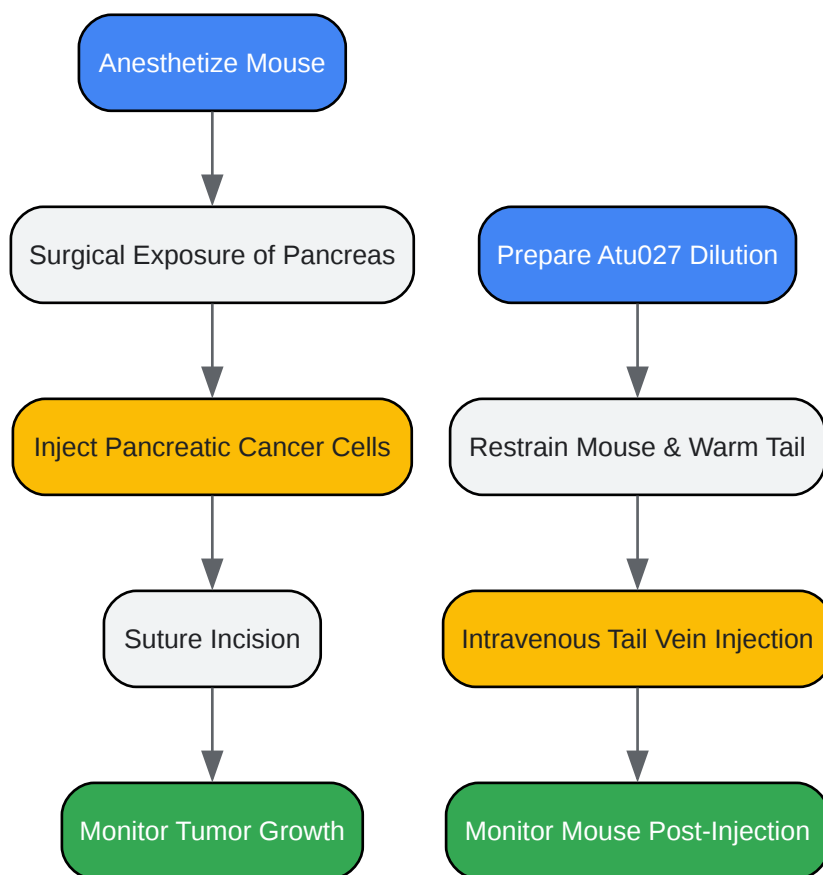 Anesthetize Mouse
Surgical Exposure of Pancreas
Inject Pancreatic Cancer Cells
Suture Incision
Monitor Tumor Growth
Prepare Atu027 Dilution
Restrain Mouse & Warm Tail
Intravenous Tail Vein Injection
Monitor Mouse Post-Injection